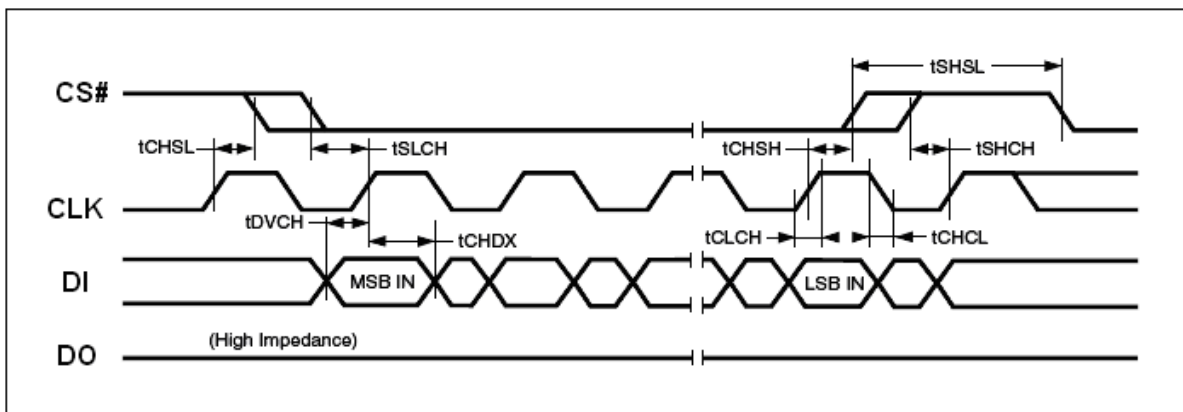 tSHSL
CS#
tCHSL
tSLCH
tCHSH
tSHCH
CLK
tDVCH
tCHDX
tCLCH
tCHCL
DI
MSB IN
LSB IN
(High Impedance)
DO